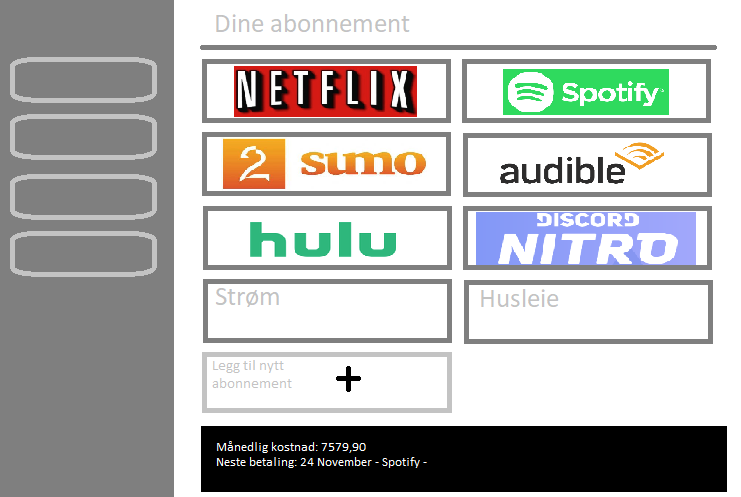 Dine abonnement
NETFLIX
Spotify
2 sumo
audible
hulu
DISCORD
NITRO
Strøm
Husleie
Legg til nytt
abonnement
Månedlig kostnad: 7579,90
Neste betaling: 24 November - Spotify -